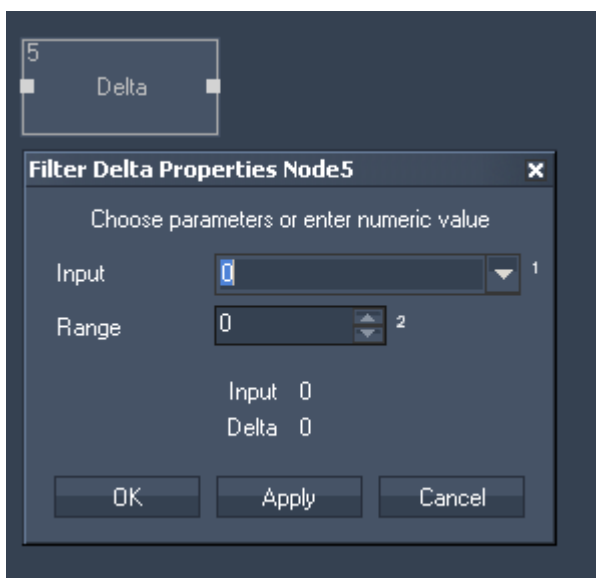 5
Delta
Filter Delta Properties Node5
Choose parameters or enter numeric value
Input 0 1
Range 0 2
Input 0
Delta 0
OK Apply Cancel